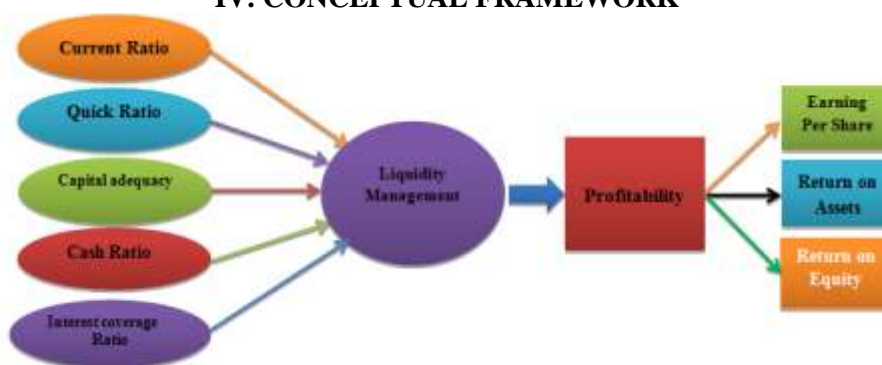 IV. CONCEPTUAL FRAMEWORK
Current Ratio
Quick Ratio
Capital adequacy
Cash Ratio
Interest coverage
Ratio
Liquidity
Management
Profitability
Earning
Per Share
Return on
Assets
Return on
Equity